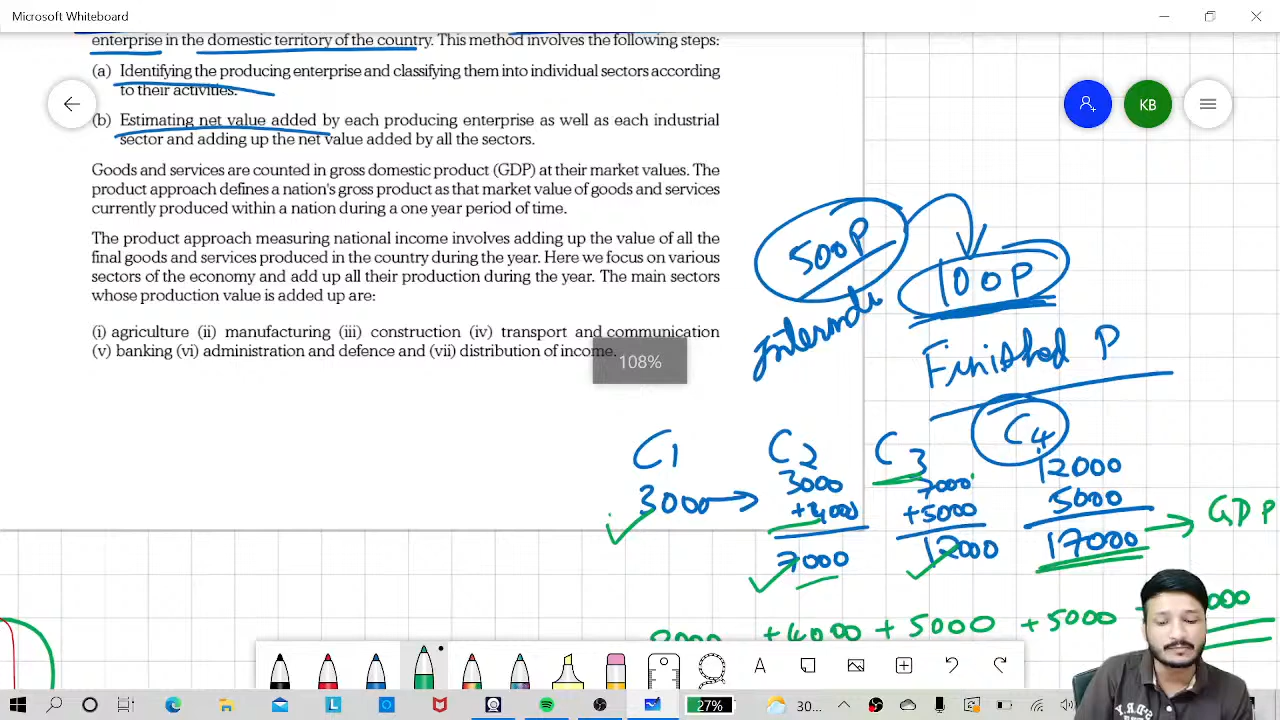 Microsoft Whiteboard
enterprise in the domestic territory of the country. This method involves the following steps:
(a) Identifying the producing enterprise and classifying them into individual sectors according
to their activities.
(b) Estimating net value added by each producing enterprise as well as each industrial
sector and adding up the net value added by all the sectors.
Goods and services are counted in gross domestic product (GDP) at their market values. The
product approach defines a nation's gross product as that market value of goods and services
currently produced within a nation during a one year period of time.
The product approach measuring national income involves adding up the value of all the
final goods and services produced in the country during the year. Here we focus on various
sectors of the economy and add up all their production during the year. The main sectors
whose production value is added up are:
(i) agriculture (ii) manufacturing (iii) construction (iv) transport and communication
(v) banking (vi) administration and defence and (vii) distribution of income.
108%
KB
500P
100P
Finished P
C1 C2 C3 C4
3000 3000 7000 12000
+4000 +5000 5000
7000 12000 17000
GDP
+4000 + 5000 + 5000
27%
30...